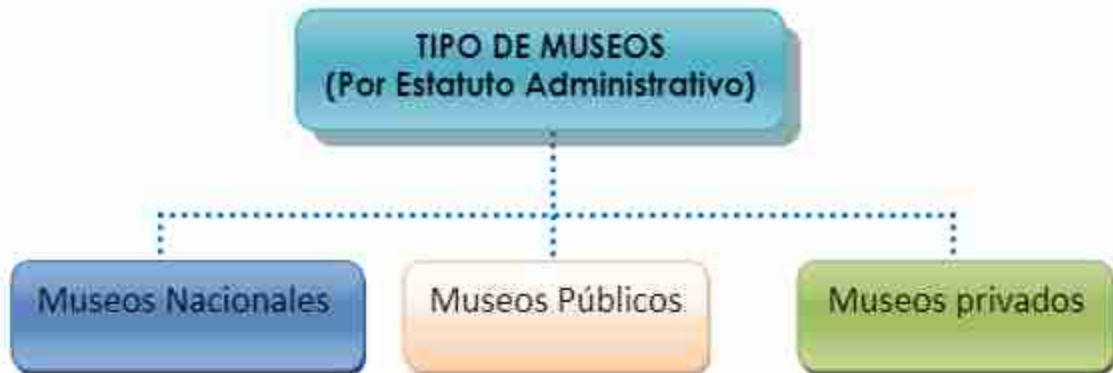 TIPO DE MUSEOS
(Por Estatuto Administrativo)
Museos Nacionales
Museos Públicos
Museos privados